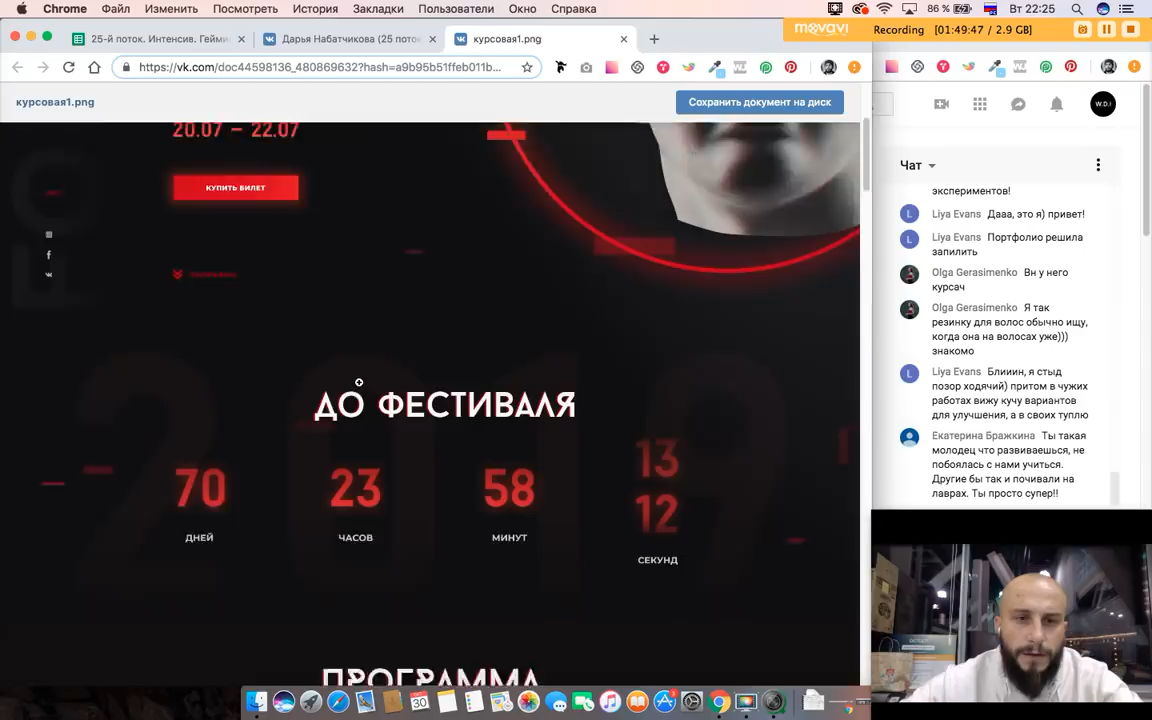 Chrome Файл Изменить Посмотреть История Закладки Пользователи Окно Справка
86 % Вт 22:25
25-й поток. Интенсив. Гейми
Дарья Набатчикова (25 поток
курсовая1.png
movavi
Recording [01:49:47 / 2.9 GB]
https://vk.com/doc44598136_480869632?hash=a9b95b51ffeb011b...
курсовая1.png
Сохранить документ на диск
20.07 – 22.07
КУПИТЬ БИЛЕТ
2019
ДО ФЕСТИВАЛЯ
70
ДНЕЙ
23
ЧАСОВ
58
МИНУТ
13
12
СЕКУНД
ПРОГРАММА
W.D.I
Чат
экспериментов!
Liya Evans Дааа, это я) привет!
Liya Evans Портфолио решила
запилить
Olga Gerasimenko Вн у него
курсач
Olga Gerasimenko Я так
резинку для волос обычно ищу,
когда она на волосах уже)))
знакомо
Liya Evans Блииин, я стыд
позор ходячий) притом в чужих
работах вижу кучу вариантов
для улучшения, а в своих туплю
Екатерина Бражкина Ты такая
молодец что развиваешься, не
побоялась с нами учиться.
Другие бы так и почивали на
лаврах. Ты просто супер!!
30